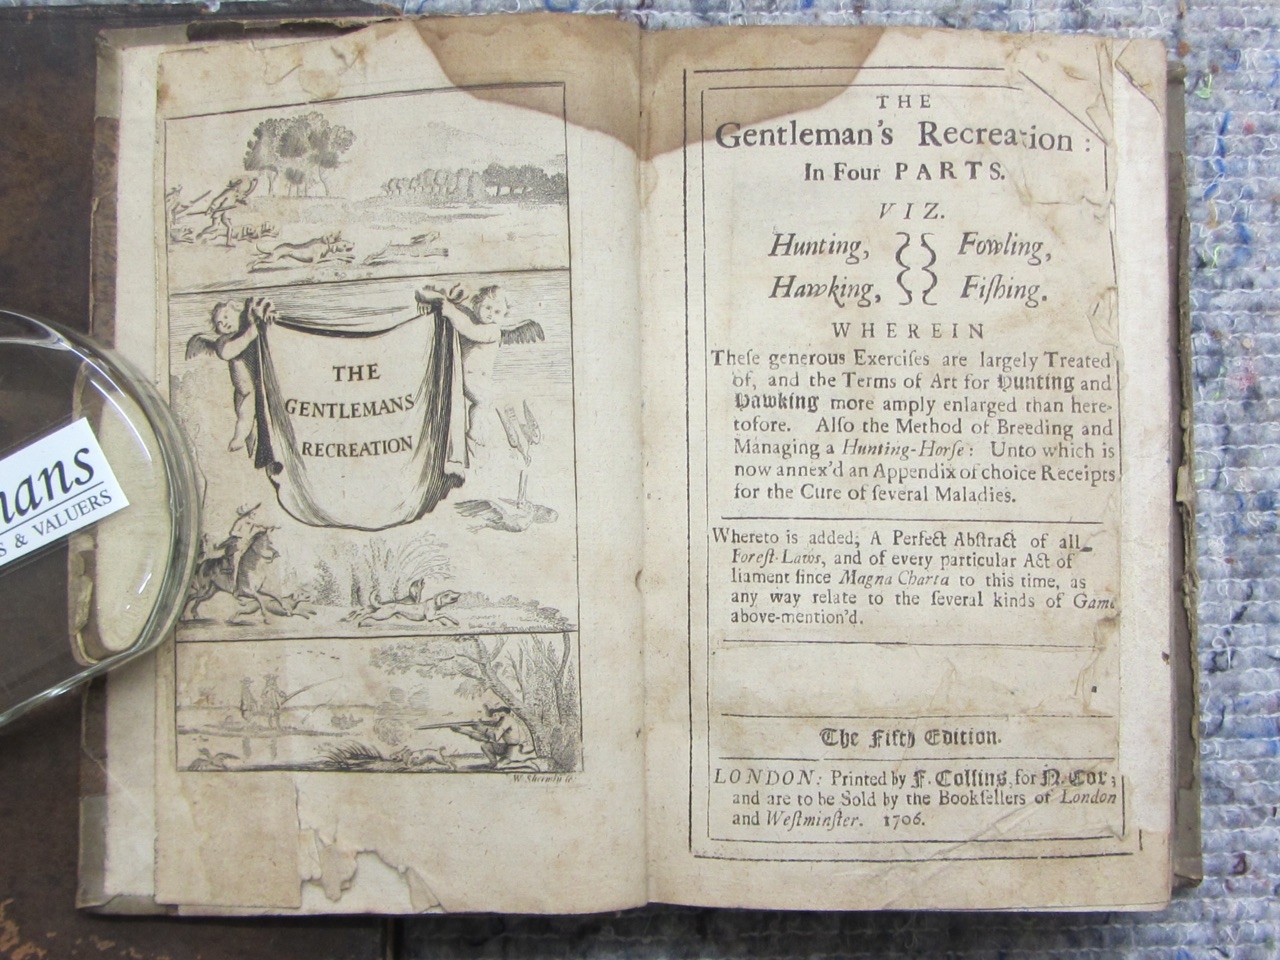 THE
GENTLEMANS
RECREATION
mans
S & VALUERS
THE
Gentleman's Recreation:
In Four PARTS.
VIZ.
Hunting, Fowling,
Hawking, Fiſhing.
WHEREIN
Theſe generous Exerciſes are largely Treated
of, and the Terms of Art for Hunting and
Hawking more amply enlarged than here-
tofore. Alſo the Method of Breeding and
Managing a Hunting-Horſe: Unto which is
now annex'd an Appendix of choice Receipts
for the Cure of ſeveral Maladies.
Whereto is added, A Perfect Abſtract of all
Foreſt-Laws, and of every particular Act of
liament ſince Magna Charta to this time, as
any way relate to the ſeveral kinds of Game
above-mention'd.
The Fifth Edition.
LONDON: Printed by F. Collins, for N. Cox;
and are to be Sold by the Bookſellers of London
and Weſtminſter. 1706.